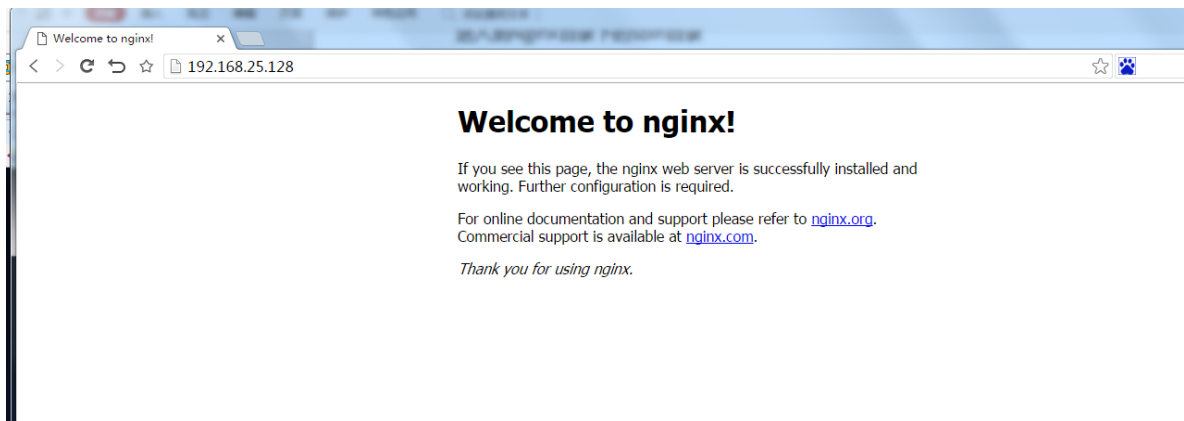 Welcome to nginx!
192.168.25.128
Welcome to nginx!
If you see this page, the nginx web server is successfully installed and
working. Further configuration is required.
For online documentation and support please refer to nginx.org.
Commercial support is available at nginx.com.
Thank you for using nginx.